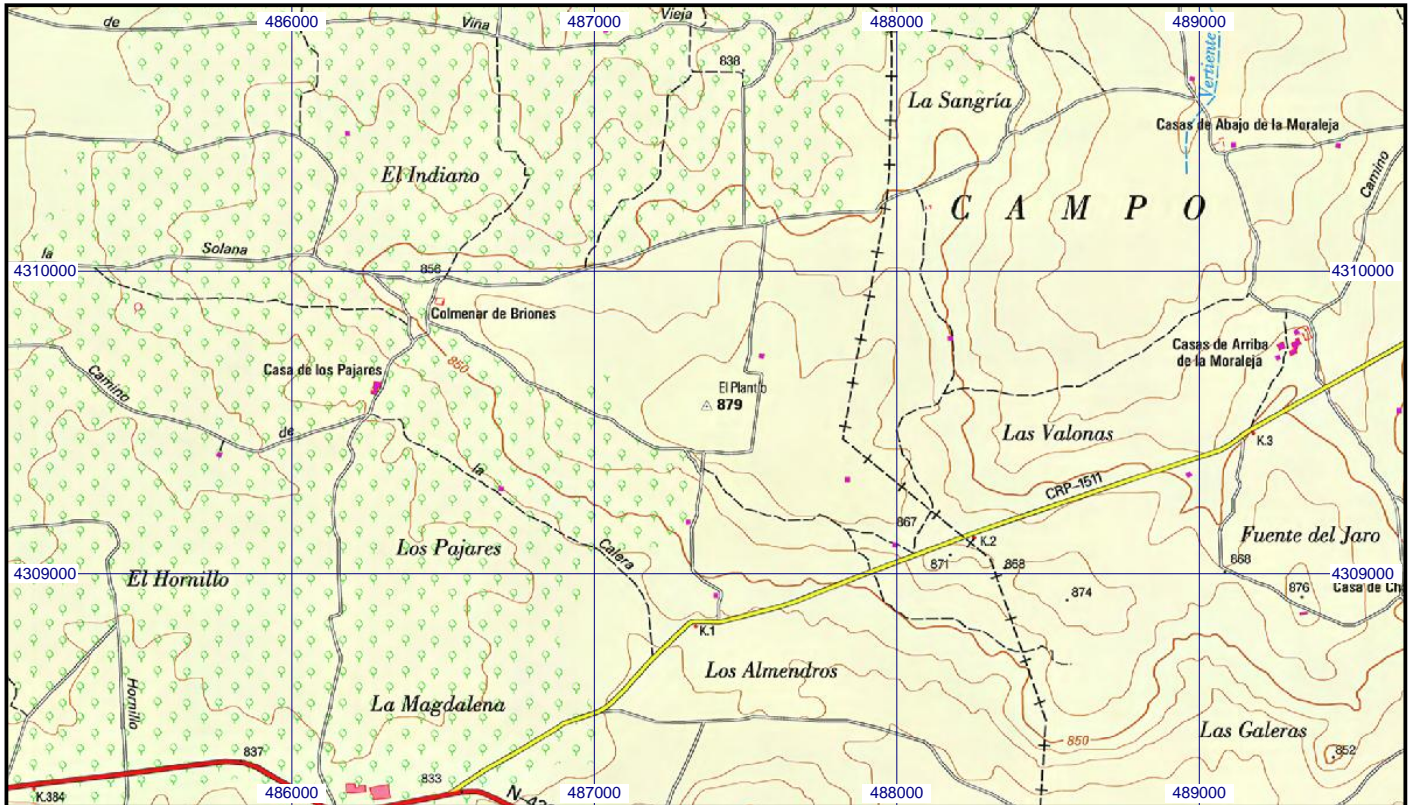 486000 487000 488000 489000
de Viña Vieja
838
Vertiente
La Sangría
Casas de Abajo de la Moraleja
El Indiano
Camino
CAMPO
la Solana
4310000 4310000
856
Colmenar de Briones
Casas de Arriba
de la Moraleja
850
Casa de los Pajares
Camino de
El Plantío
879
Las Valonas
K.3
la
CRP-1511
867
Los Pajares
Calera
K.2
Fuente del Jaro
871
868
868
4309000 4309000
El Hornillo
874
876
Casa de Ch
K.1
Los Almendros
Hornillo
La Magdalena
Las Galeras
850
852
837
833
K.384
486000 487000 488000 489000